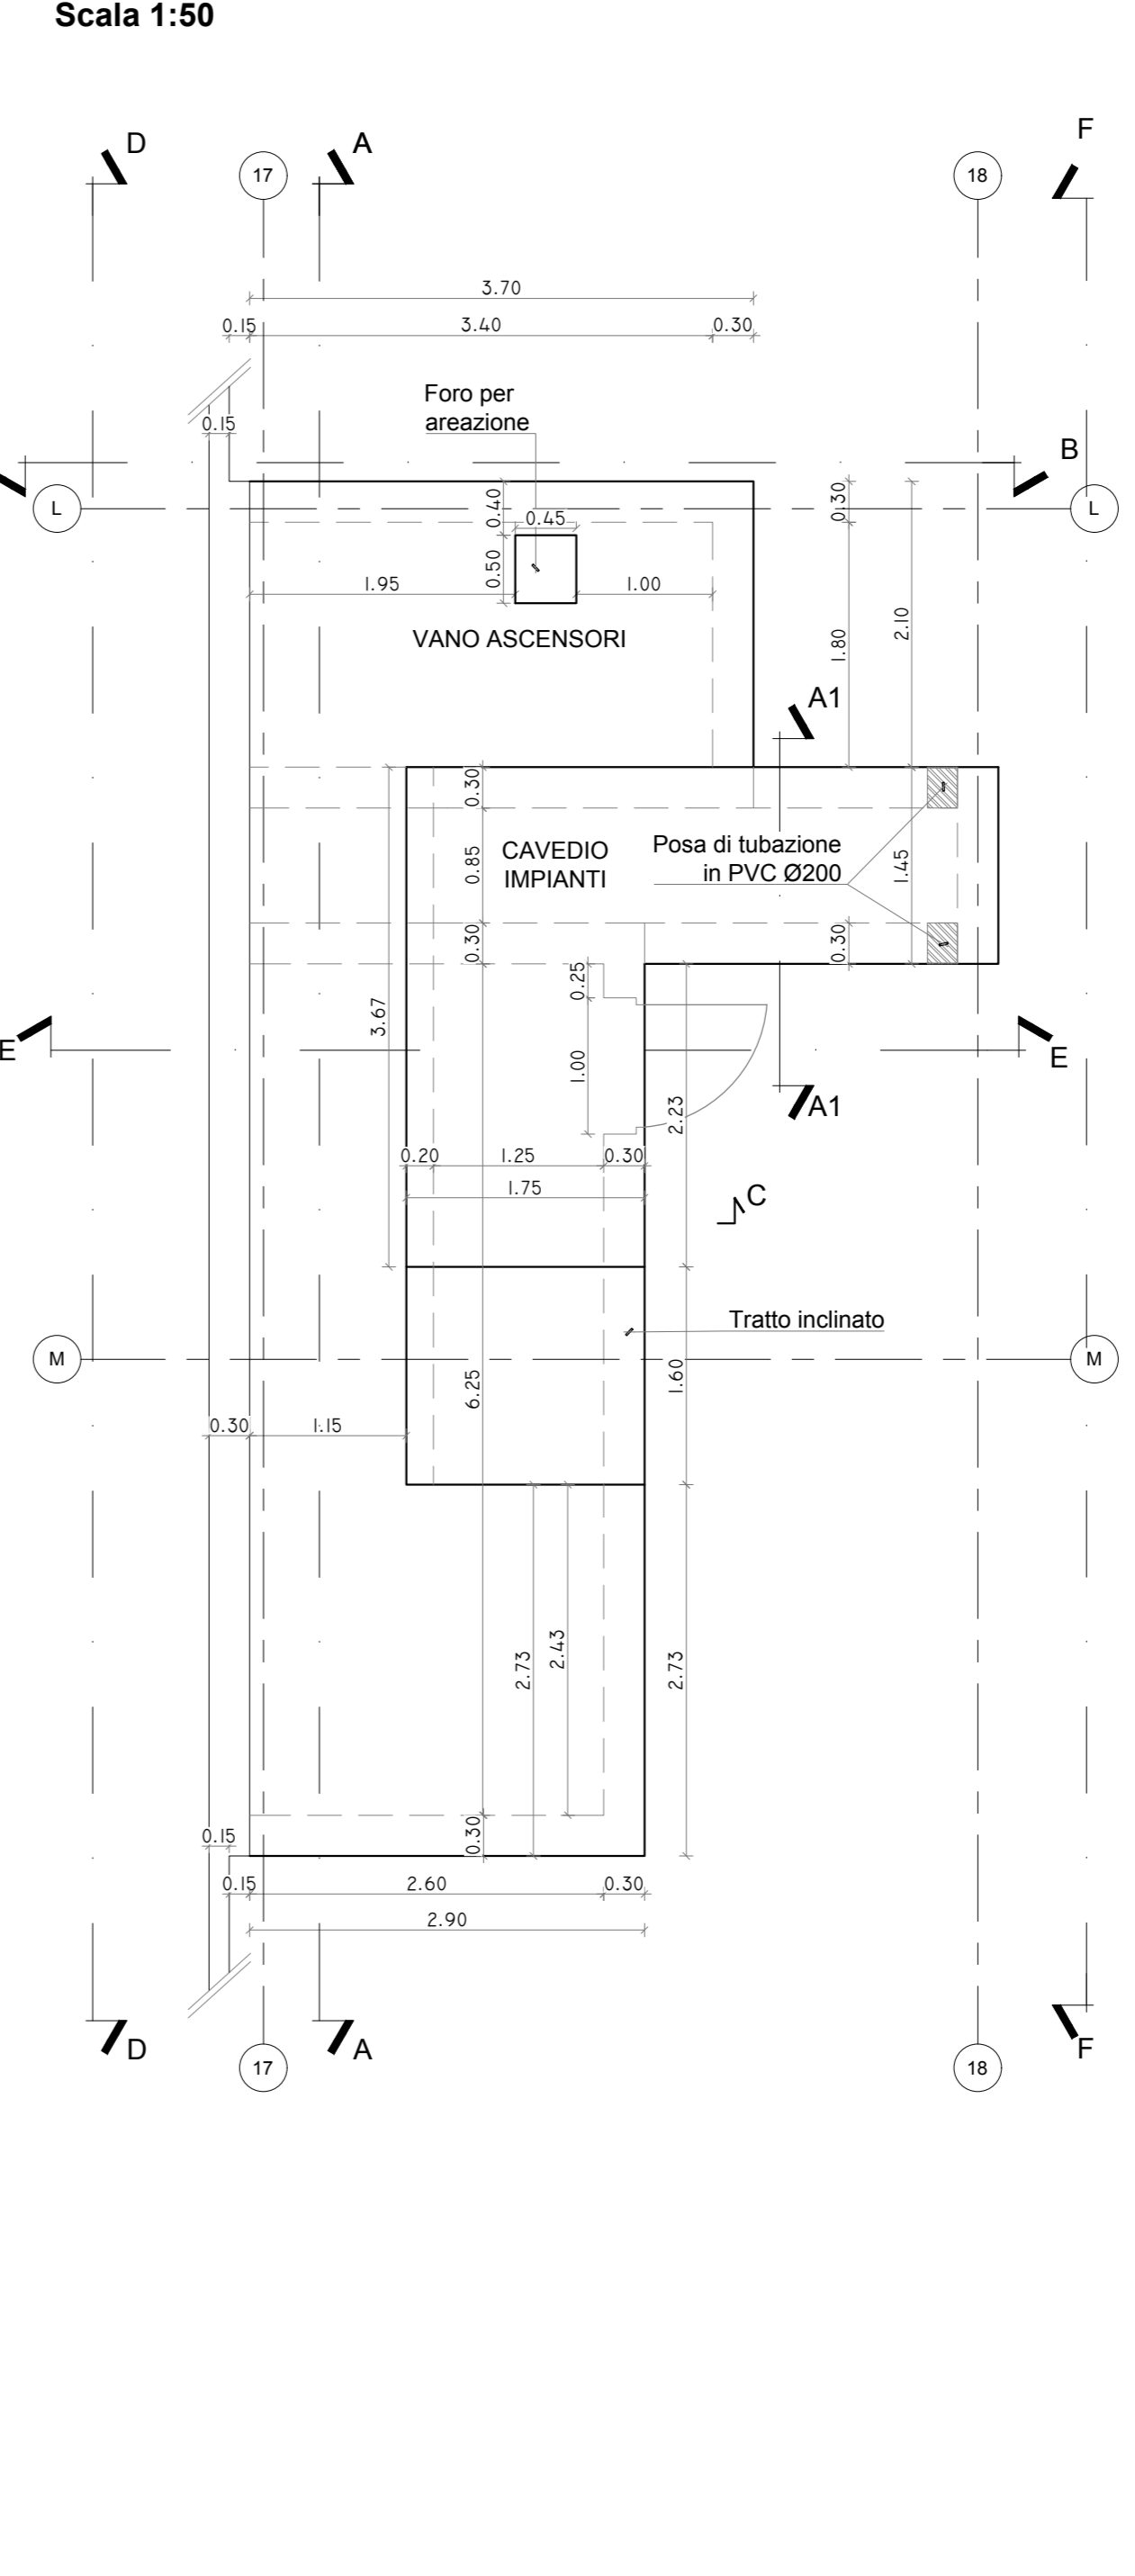 Scala 1:50
D
17
A
18
F
3.70
0.15
3.40
0.30
Foro per
areazione
0.15
B
L
L
0.40
0.45
0.30
0.50
1.95
1.00
2.10
VANO ASCENSORI
1.80
A1
0.30
CAVEDIO
IMPIANTI
0.85
Posa di tubazione
in PVC Ø200
1.45
0.30
0.30
0.25
3.67
E
E
1.00
A1
2.23
0.20
1.25
0.30
1.75
C
Tratto inclinato
M
M
6.25
1.60
0.30
1.15
2.73
2.43
2.73
0.15
0.30
0.15
2.60
0.30
2.90
D
A
F
17
18